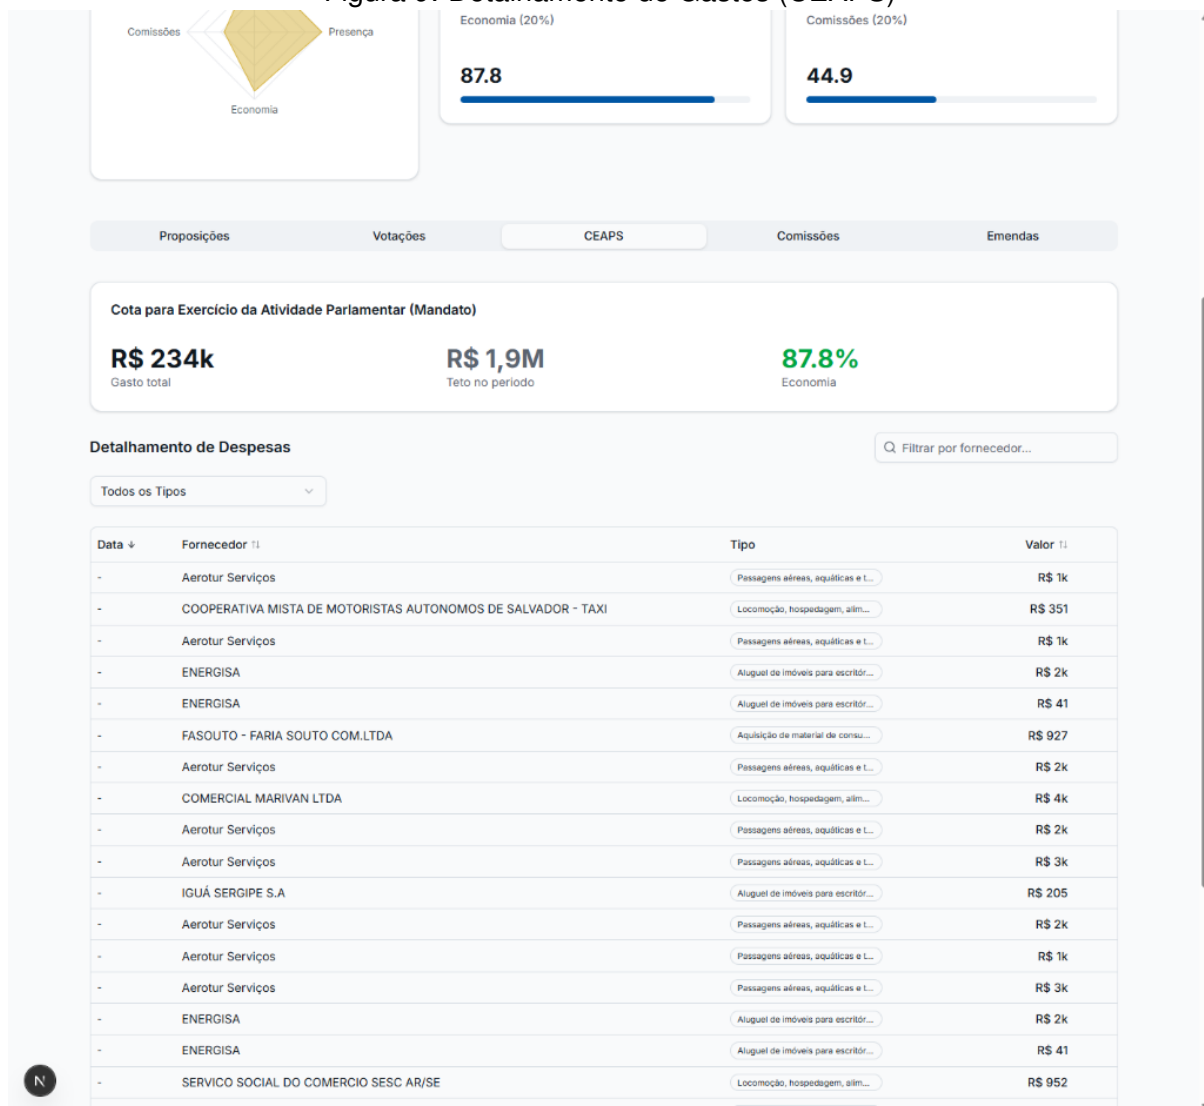 Figura 9: Detalhamento de Gastos (CEAPS)
Comissões
Presença
Economia
Economia (20%)
87.8
Comissões (20%)
44.9
Proposições Votações CEAPS Comissões Emendas
Cota para Exercício da Atividade Parlamentar (Mandato)
R$ 234k R$ 1,9M 87.8%
Gasto total Teto no período Economia
Detalhamento de Despesas
Filtrar por fornecedor...
Todos os Tipos
Data ↓ Fornecedor ↑↓ Tipo Valor ↑↓
- Aerotur Serviços Passagens aéreas, aquáticas e t... R$ 1k
- COOPERATIVA MISTA DE MOTORISTAS AUTONOMOS DE SALVADOR - TAXI Locomoção, hospedagem, alim... R$ 351
- Aerotur Serviços Passagens aéreas, aquáticas e t... R$ 1k
- ENERGISA Aluguel de imóveis para escritór... R$ 2k
- ENERGISA Aluguel de imóveis para escritór... R$ 41
- FASOUTO - FARIA SOUTO COM.LTDA Aquisição de material de consu... R$ 927
- Aerotur Serviços Passagens aéreas, aquáticas e t... R$ 2k
- COMERCIAL MARIVAN LTDA Locomoção, hospedagem, alim... R$ 4k
- Aerotur Serviços Passagens aéreas, aquáticas e t... R$ 2k
- Aerotur Serviços Passagens aéreas, aquáticas e t... R$ 3k
- IGUÁ SERGIPE S.A Aluguel de imóveis para escritór... R$ 205
- Aerotur Serviços Passagens aéreas, aquáticas e t... R$ 2k
- Aerotur Serviços Passagens aéreas, aquáticas e t... R$ 1k
- Aerotur Serviços Passagens aéreas, aquáticas e t... R$ 3k
- ENERGISA Aluguel de imóveis para escritór... R$ 2k
- ENERGISA Aluguel de imóveis para escritór... R$ 41
- SERVICO SOCIAL DO COMERCIO SESC AR/SE Locomoção, hospedagem, alim... R$ 952
N